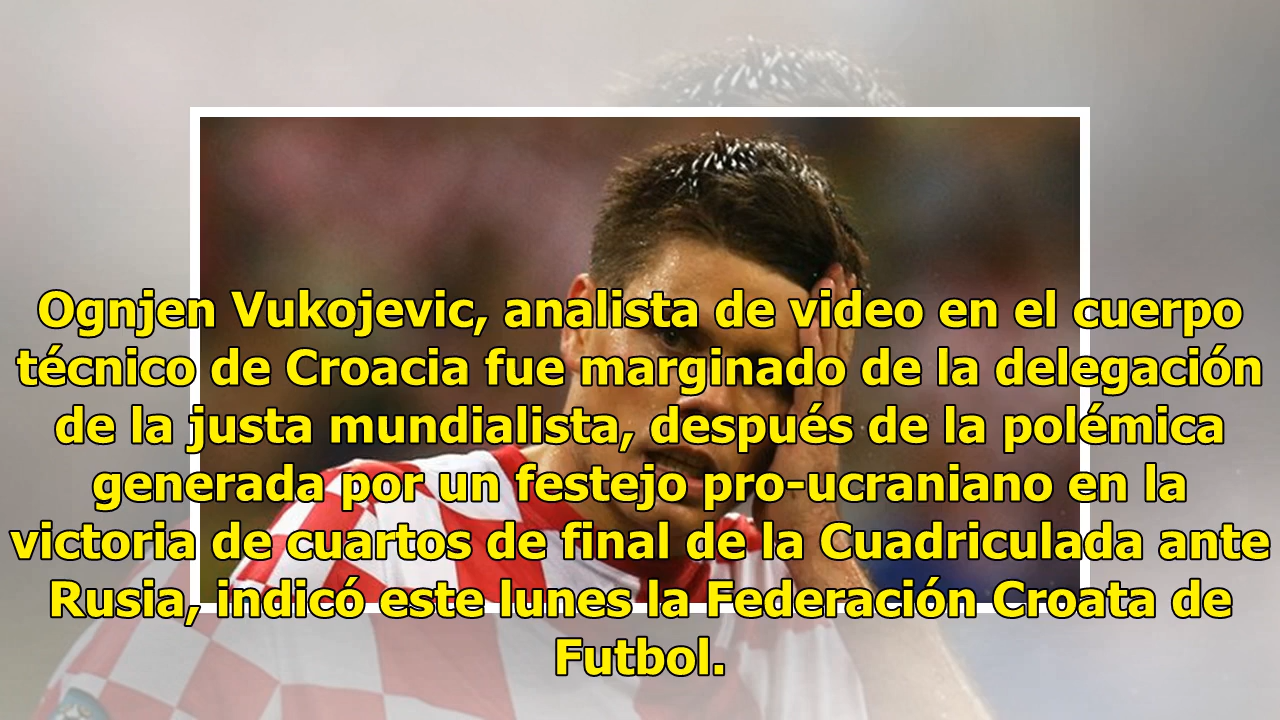 Ognjen Vukojevic, analista de video en el cuerpo
técnico de Croacia fue marginado de la delegación
de la justa mundialista, después de la polémica
generada por un festejo pro-ucraniano en la
victoria de cuartos de final de la Cuadriculada ante
Rusia, indicó este lunes la Federación Croata de
Futbol.